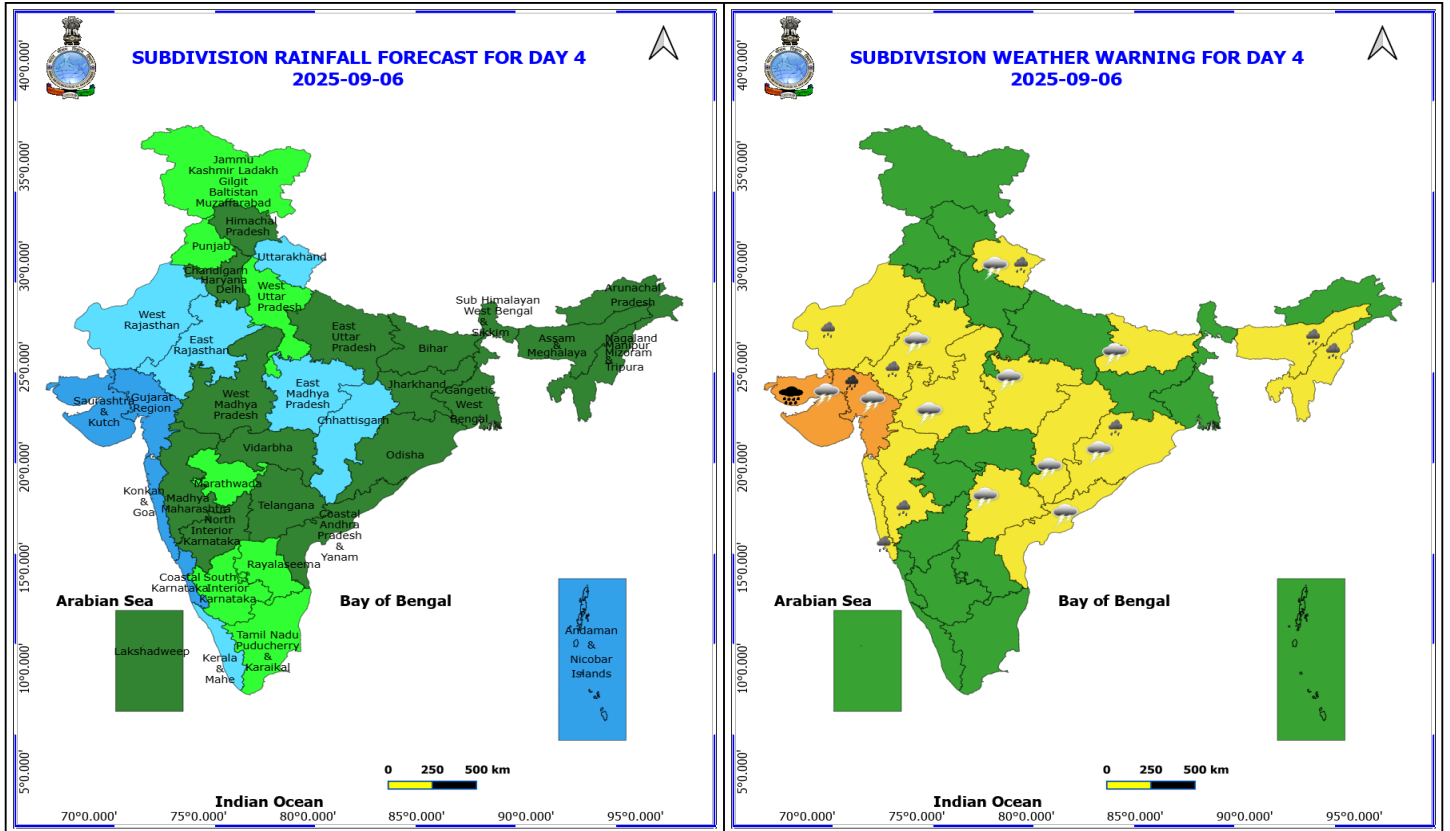 SUBDIVISION RAINFALL FORECAST FOR DAY 4
2025-09-06
40°0.000'
35°0.000'
30°0.000'
25°0.000'
20°0.000'
15°0.000'
10°0.000'
5°0.000'
Jammu
Kashmir Ladakh
Gilgit
Baltistan
Muzaffarabad
Himachal
Pradesh
Punjab
Uttarakhand
Chandigarh
Haryana
Delhi
West
Uttar
Pradesh
West
Rajasthan
East
Rajasthan
East
Uttar
Pradesh
Bihar
Sub Himalayan
West Bengal
&
Sikkim
Arunachal
Pradesh
Assam
&
Meghalaya
Nagaland
Manipur
Mizoram
&
Tripura
Saurashtra
&
Kutch
Gujarat
Region
West
Madhya
Pradesh
East
Madhya
Pradesh
Jharkhand
Gangetic
West
Bengal
Chhattisgarh
Vidarbha
Odisha
Marathwada
Konkan
&
Goa
Madhya
Maharashtra
North
Interior
Karnataka
Telangana
Coastal
Andhra
Pradesh
&
Yanam
Rayalaseema
Coastal
Karnataka
South
Interior
Karnataka
Arabian Sea
Bay of Bengal
Lakshadweep
Kerala
&
Mahe
Tamil Nadu
Puducherry
&
Karaikal
Andaman
&
Nicobar
Islands
0 250 500 km
Indian Ocean
70°0.000' 75°0.000' 80°0.000' 85°0.000' 90°0.000' 95°0.000'
SUBDIVISION WEATHER WARNING FOR DAY 4
2025-09-06
40°0.000'
35°0.000'
30°0.000'
25°0.000'
20°0.000'
15°0.000'
10°0.000'
5°0.000'
Arabian Sea
Bay of Bengal
0 250 500 km
Indian Ocean
70°0.000' 75°0.000' 80°0.000' 85°0.000' 90°0.000' 95°0.000'